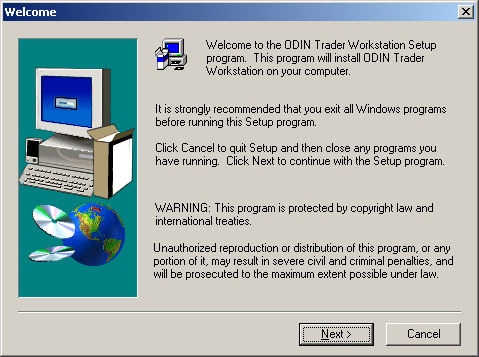 Welcome
Welcome to the ODIN Trader Workstation Setup
program. This program will install ODIN Trader
Workstation on your computer.
It is strongly recommended that you exit all Windows programs
before running this Setup program.
Click Cancel to quit Setup and then close any programs you
have running. Click Next to continue with the Setup program.
WARNING: This program is protected by copyright law and
international treaties.
Unauthorized reproduction or distribution of this program, or any
portion of it, may result in severe civil and criminal penalties, and
will be prosecuted to the maximum extent possible under law.
Next >
Cancel